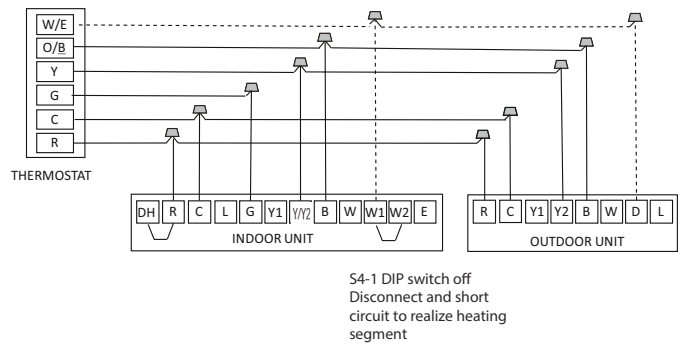 W/E
O/B
Y
G
C
R
THERMOSTAT
DH R C L G Y1 Y/Y2 B W W1 W2 E
INDOOR UNIT
R C Y1 Y2 B W D L
OUTDOOR UNIT
S4-1 DIP switch off
Disconnect and short
circuit to realize heating
segment